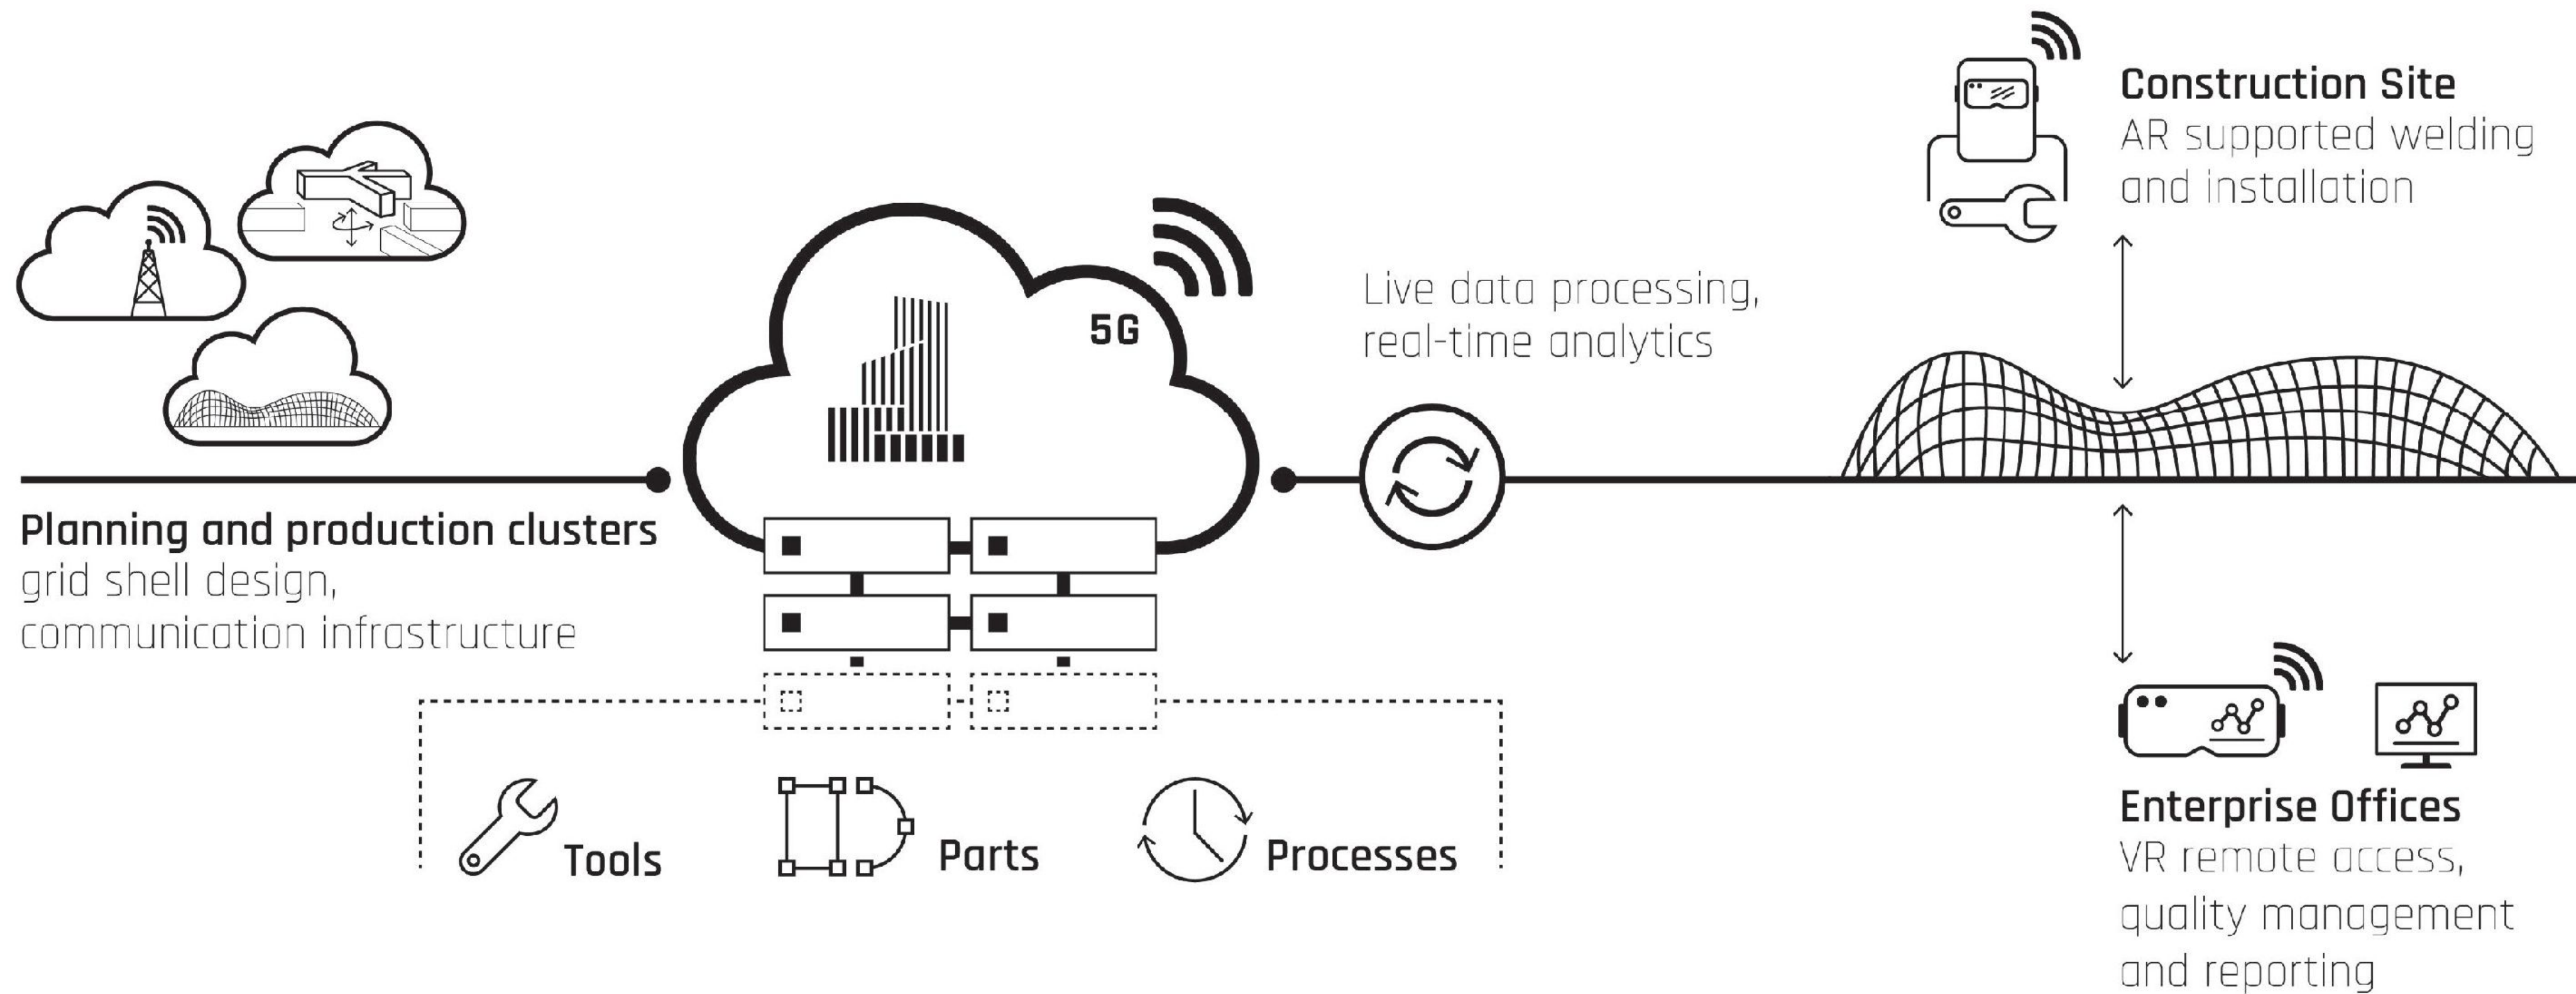 Planning and production clusters
grid shell design,
communication infrastructure
5G
Tools
Parts
Processes
Live data processing,
real-time analytics
Construction Site
AR supported welding
and installation
Enterprise Offices
VR remote access,
quality management
and reporting